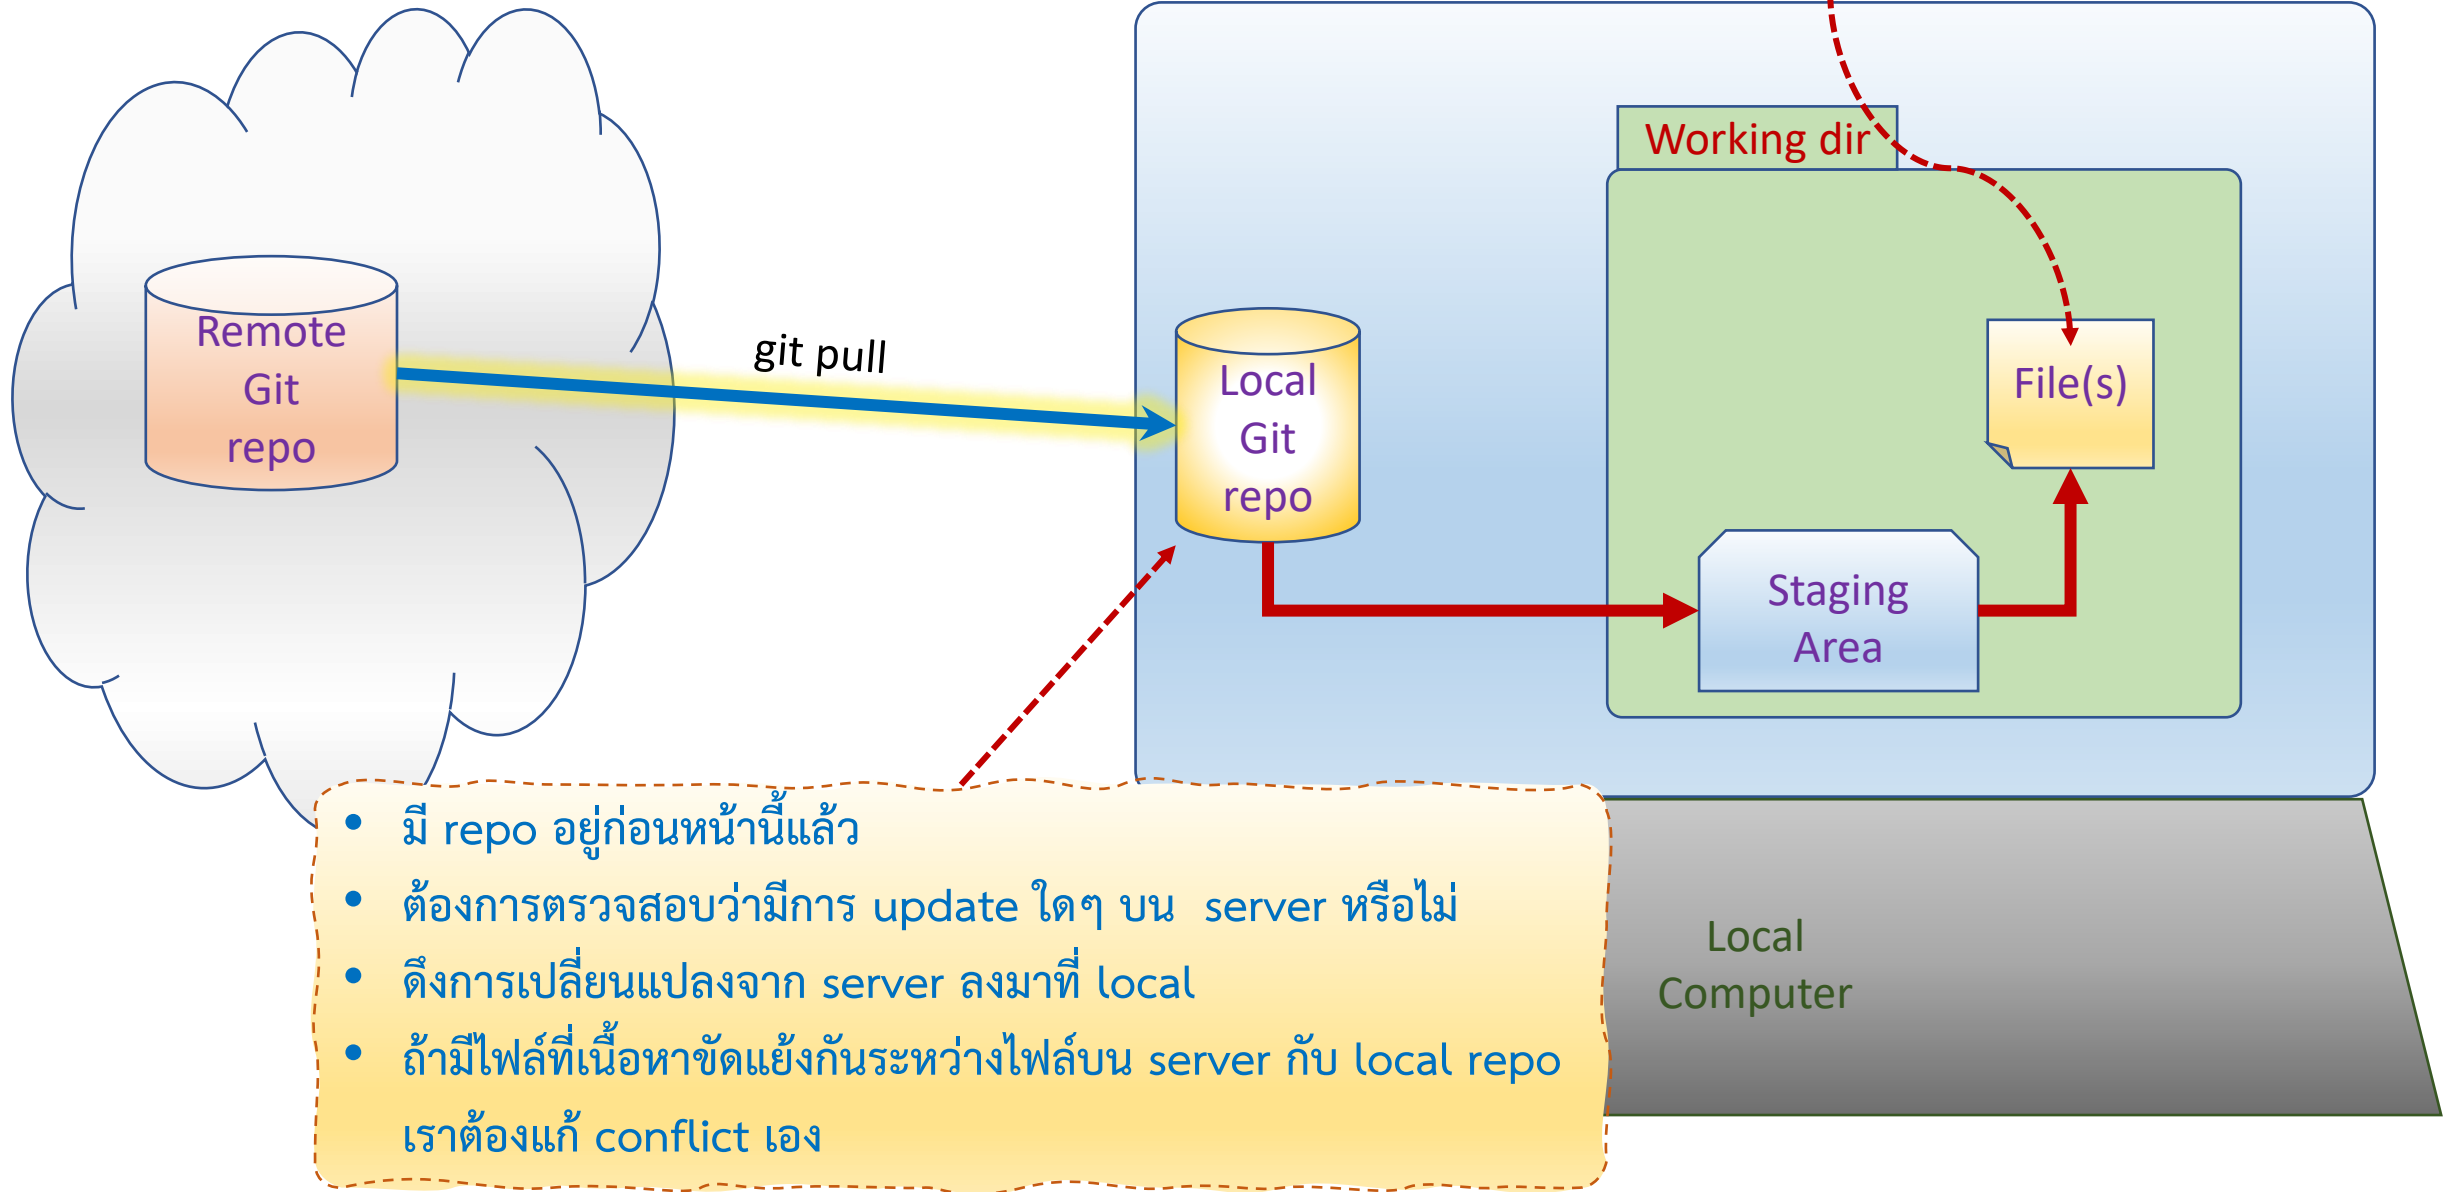 Working dir
Remote
Git
repo
git pull
Local
Git
repo
File(s)
Staging
Area
• มี repo อยู่ก่อนหน้านี้แล้ว
• ต้องการตรวจสอบว่ามีการ update ใดๆ บน server หรือไม่
• ดึงการเปลี่ยนแปลงจาก server ลงมาที่ local
• ถ้ามีไฟล์ที่เนื้อหาขัดแย้งกันระหว่างไฟล์บน server กับ local repo
เราต้องแก้ conflict เอง
Local
Computer